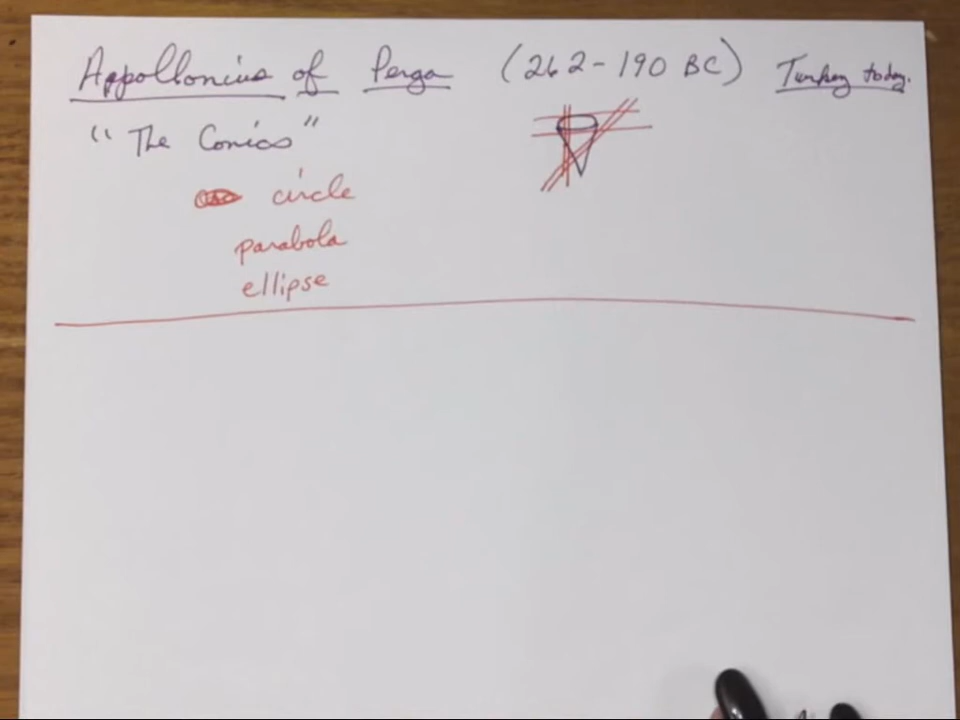 Appollonius of Perga (262-190 BC) Turkey today.
"The Conics"
circle
parabola
ellipse